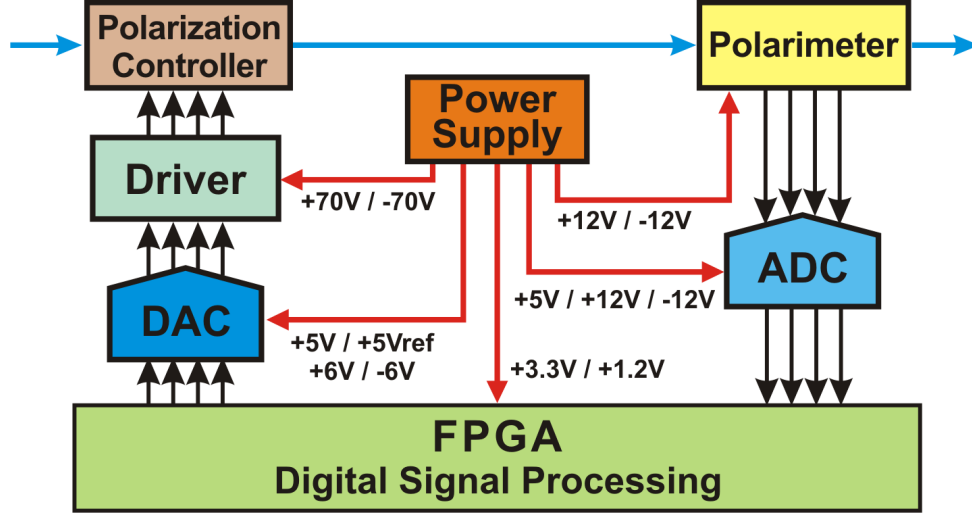 Polarization
Controller
Polarimeter
Power
Supply
Driver
+70V / -70V
+12V / -12V
ADC
+5V / +12V / -12V
DAC
+5V / +5Vref
+6V / -6V
+3.3V / +1.2V
FPGA
Digital Signal Processing